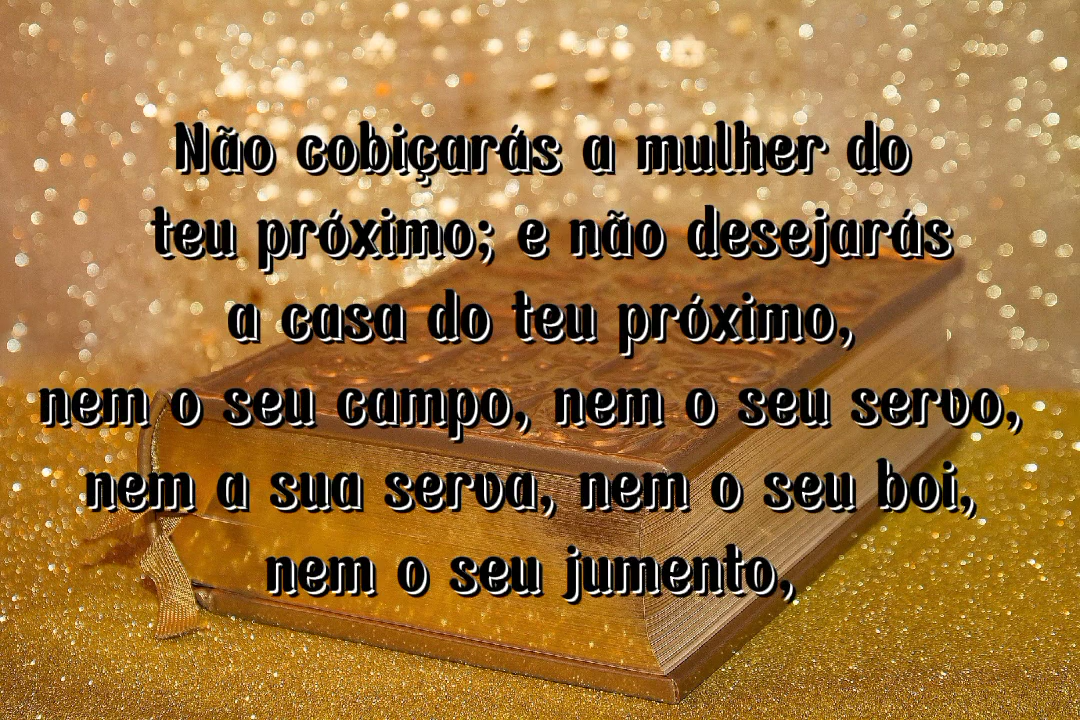 Não cobiçarás a mulher do
teu próximo; e não desejarás
a casa do teu próximo,
nem o seu campo, nem o seu servo,
nem a sua serva, nem o seu boi,
nem o seu jumento,